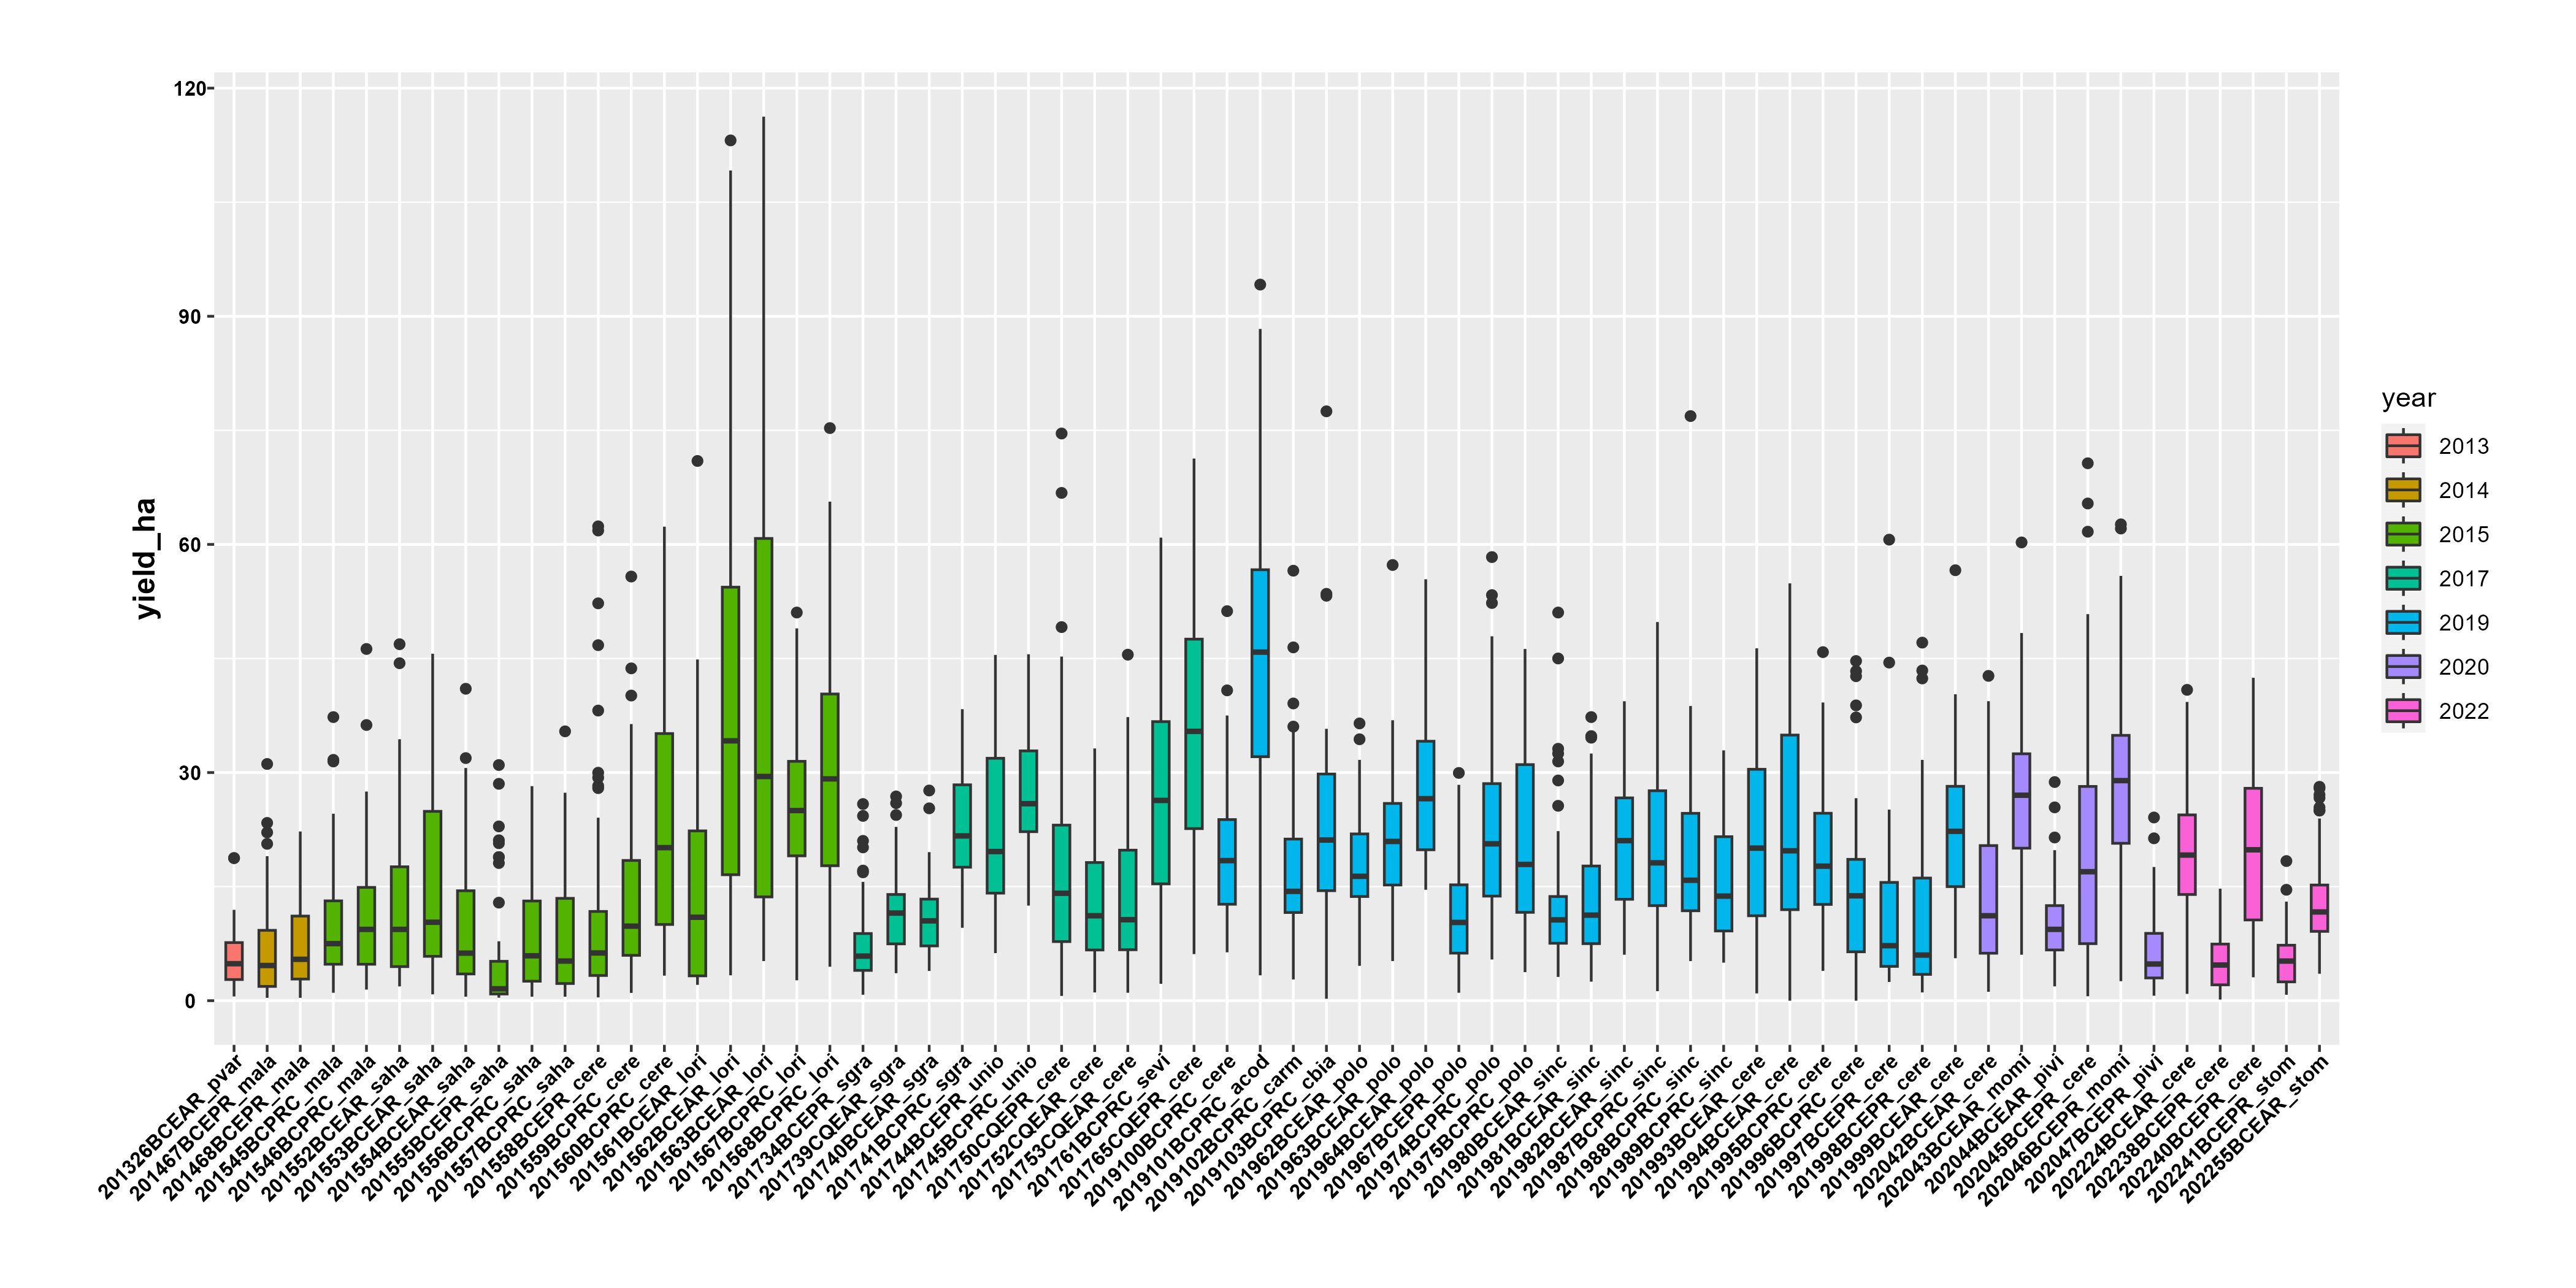 120
90
60
30
0
yield_ha
201326BCEAR_pvar
201467BCEPR_mala
201468BCEPR_mala
201545BCPRC_mala
201546BCPRC_mala
201552BCEAR_saha
201553BCEAR_saha
201554BCEAR_saha
201555BCEPR_saha
201556BCPRC_saha
201557BCPRC_saha
201558BCEPR_cere
201559BCPRC_cere
201560BCPRC_cere
201561BCEAR_lori
201562BCEAR_lori
201563BCEAR_lori
201567BCPRC_lori
201568BCPRC_lori
201734BCEPR_sgra
201739CQEAR_sgra
201740BCEAR_sgra
201741BCPRC_sgra
201744BCEPR_unio
201745BCPRC_unio
201750CQEPR_cere
201752CQEAR_cere
201753CQEAR_cere
201761BCPRC_sevi
201765CQEPR_cere
2019100BCPRC_cere
2019101BCPRC_acod
2019102BCPRC_carm
2019103BCPRC_cbia
201962BCEAR_polo
201963BCEAR_polo
201964BCEAR_polo
201967BCEPR_polo
201974BCPRC_polo
201975BCPRC_polo
201980BCEAR_sinc
201981BCEAR_sinc
201982BCEAR_sinc
201987BCPRC_sinc
201988BCPRC_sinc
201989BCPRC_sinc
201993BCEAR_cere
201994BCEAR_cere
201995BCPRC_cere
201996BCPRC_cere
201997BCEPR_cere
201998BCEPR_cere
201999BCEAR_cere
202042BCEAR_cere
202043BCEAR_momi
202044BCEAR_pivi
202045BCEPR_cere
202046BCEPR_momi
202047BCEPR_pivi
202224BCEAR_cere
202238BCEPR_cere
202240BCEPR_cere
202241BCEPR_stom
202255BCEAR_stom
year
2013
2014
2015
2017
2019
2020
2022